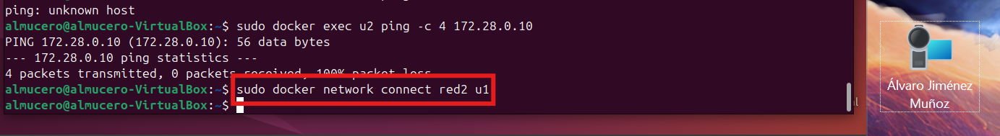 ping: unknown host
almucero@almucero-VirtualBox:~$ sudo docker exec u2 ping -c 4 172.28.0.10
PING 172.28.0.10 (172.28.0.10): 56 data bytes
--- 172.28.0.10 ping statistics ---
4 packets transmitted, 0 packets received, 100% packet loss
almucero@almucero-VirtualBox:~$ sudo docker network connect red2 u1
almucero@almucero-VirtualBox:~$
Álvaro Jiménez
Muñoz